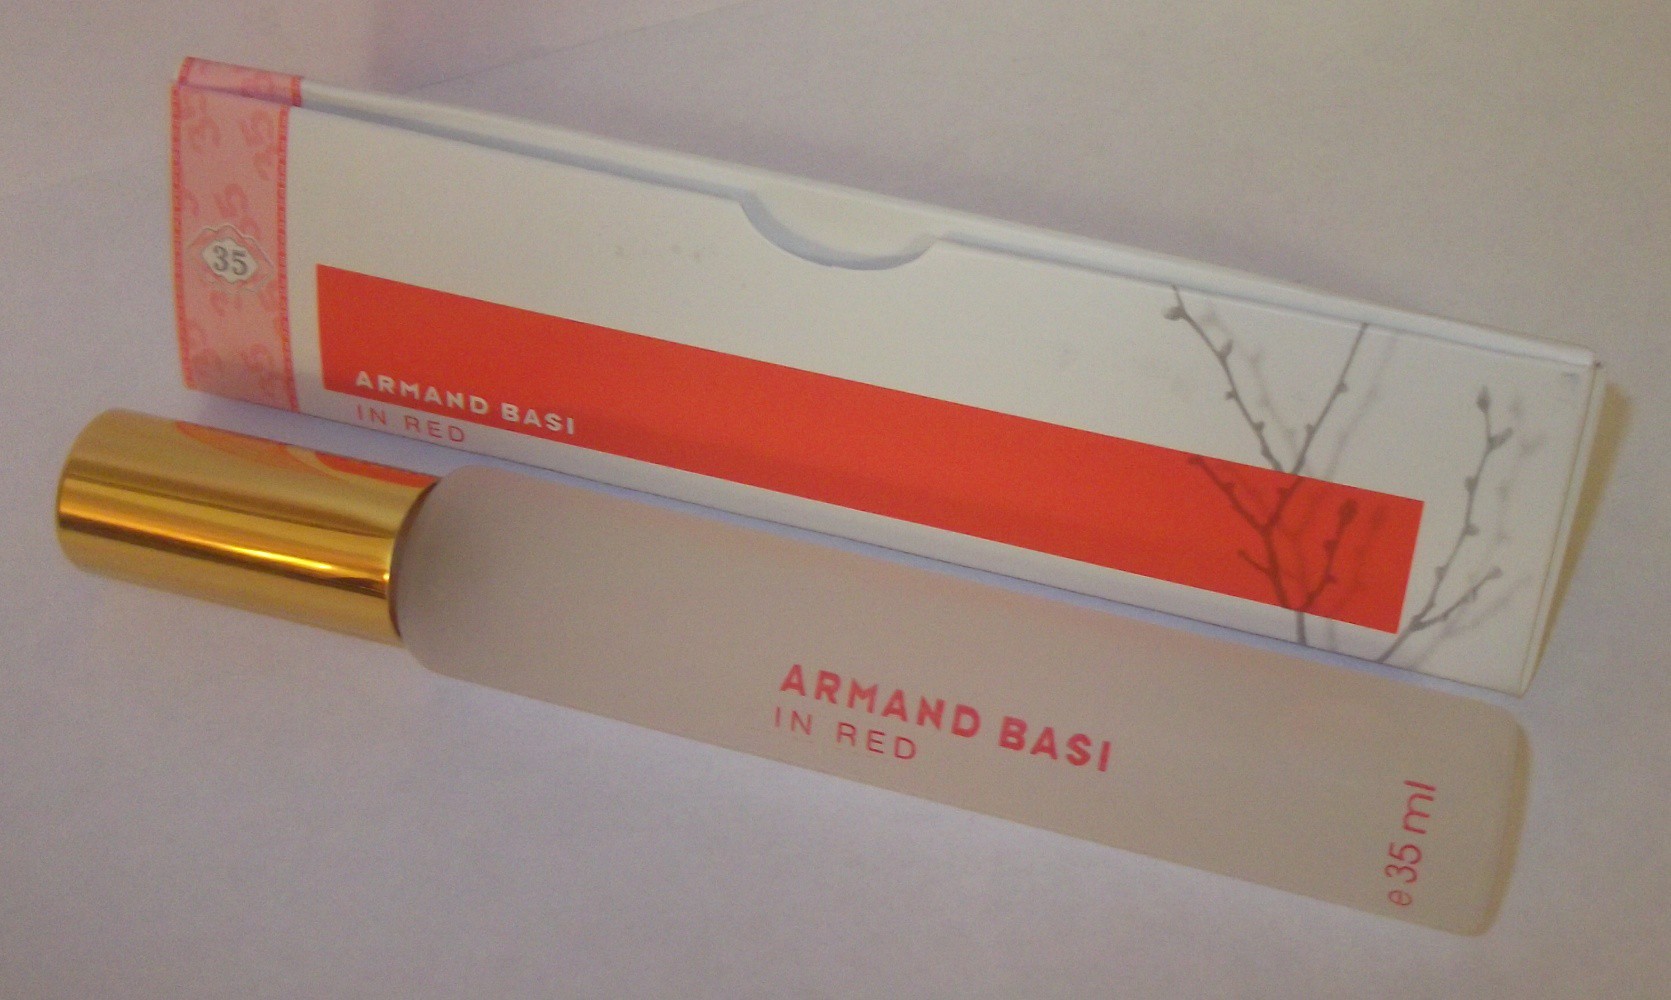 35
ARMAND BASI
IN RED
ARMAND BASI
IN RED
e 35 ml